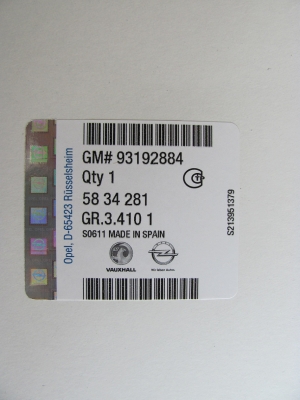 Opel, D-65423 Rüsselsheim
GM# 93192884
Qty 1
58 34 281
GR.3.410 1
S0611 MADE IN SPAIN
VAUXHALL
S213951379